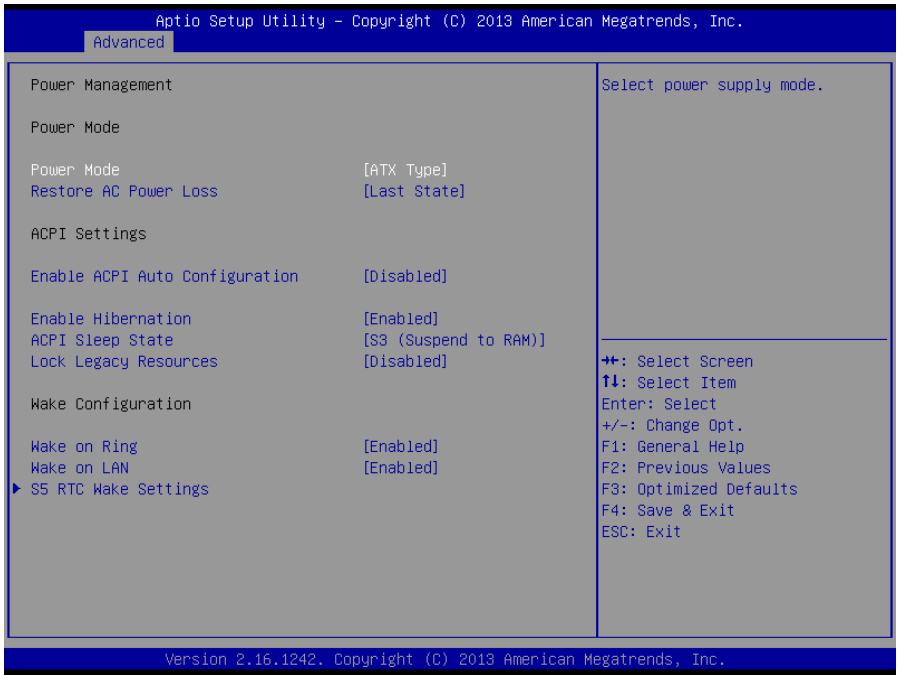 Aptio Setup Utility – Copyright (C) 2013 American Megatrends, Inc.
Advanced
Power Management
Power Mode
Power Mode [ATX Type]
Restore AC Power Loss [Last State]
ACPI Settings
Enable ACPI Auto Configuration [Disabled]
Enable Hibernation [Enabled]
ACPI Sleep State [S3 (Suspend to RAM)]
Lock Legacy Resources [Disabled]
Wake Configuration
Wake on Ring [Enabled]
Wake on LAN [Enabled]
S5 RTC Wake Settings
Select power supply mode.
→←: Select Screen
↑↓: Select Item
Enter: Select
+/-: Change Opt.
F1: General Help
F2: Previous Values
F3: Optimized Defaults
F4: Save & Exit
ESC: Exit
Version 2.16.1242. Copyright (C) 2013 American Megatrends, Inc.